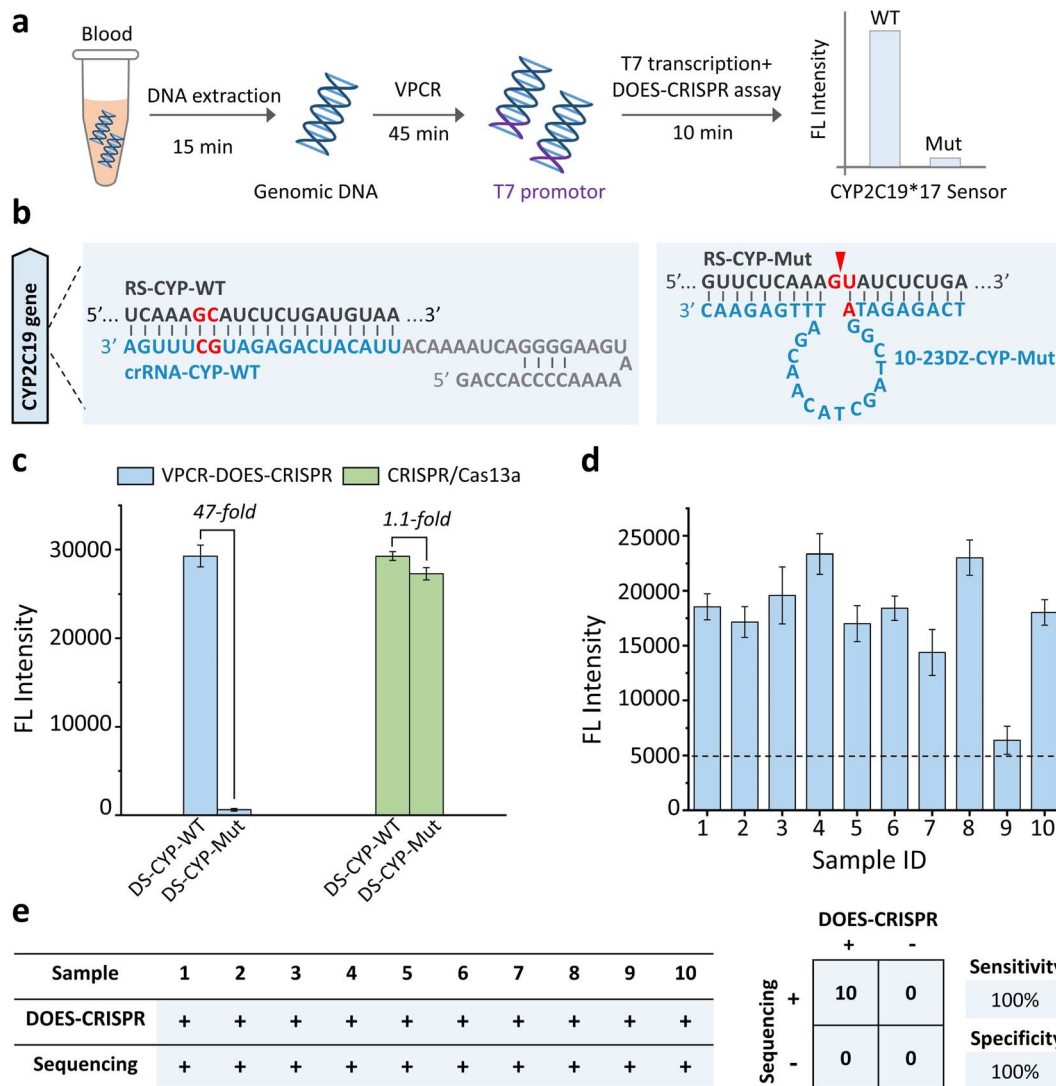 a
Blood
DNA extraction
15 min
Genomic DNA
VPCR
45 min
T7 promotor
T7 transcription+
DOES-CRISPR assay
10 min
FL Intensity
WT
Mut
CYP2C19*17 Sensor
b
CYP2C19 gene
RS-CYP-WT
5'... UCAAAGCAUCUCUGAUGUAA ...3'
3' AGUUUCGUAGAGACUACAUUACAAAAUCAGGGGAAGU
A
5' GACCACCCCAAAA
crRNA-CYP-WT
RS-CYP-Mut
5'... GUUCUCAAAGUAUCUCUGA ...3'
CAAGAGTTT ATAGAGACT
AGCAACATCGATCGG
10-23DZ-CYP-Mut
c
VPCR-DOES-CRISPR
CRISPR/Cas13a
47-fold
1.1-fold
FL Intensity
30000
20000
10000
0
DS-CYP-WT
DS-CYP-Mut
DS-CYP-WT
DS-CYP-Mut
d
FL Intensity
25000
20000
15000
10000
5000
0
1 2 3 4 5 6 7 8 9 10
Sample ID
e
Sample 1 2 3 4 5 6 7 8 9 10
DOES-CRISPR + + + + + + + + + +
Sequencing + + + + + + + + + +
DOES-CRISPR
+ -
Sequencing
+ 10 0
- 0 0
Sensitivity
100%
Specificity
100%